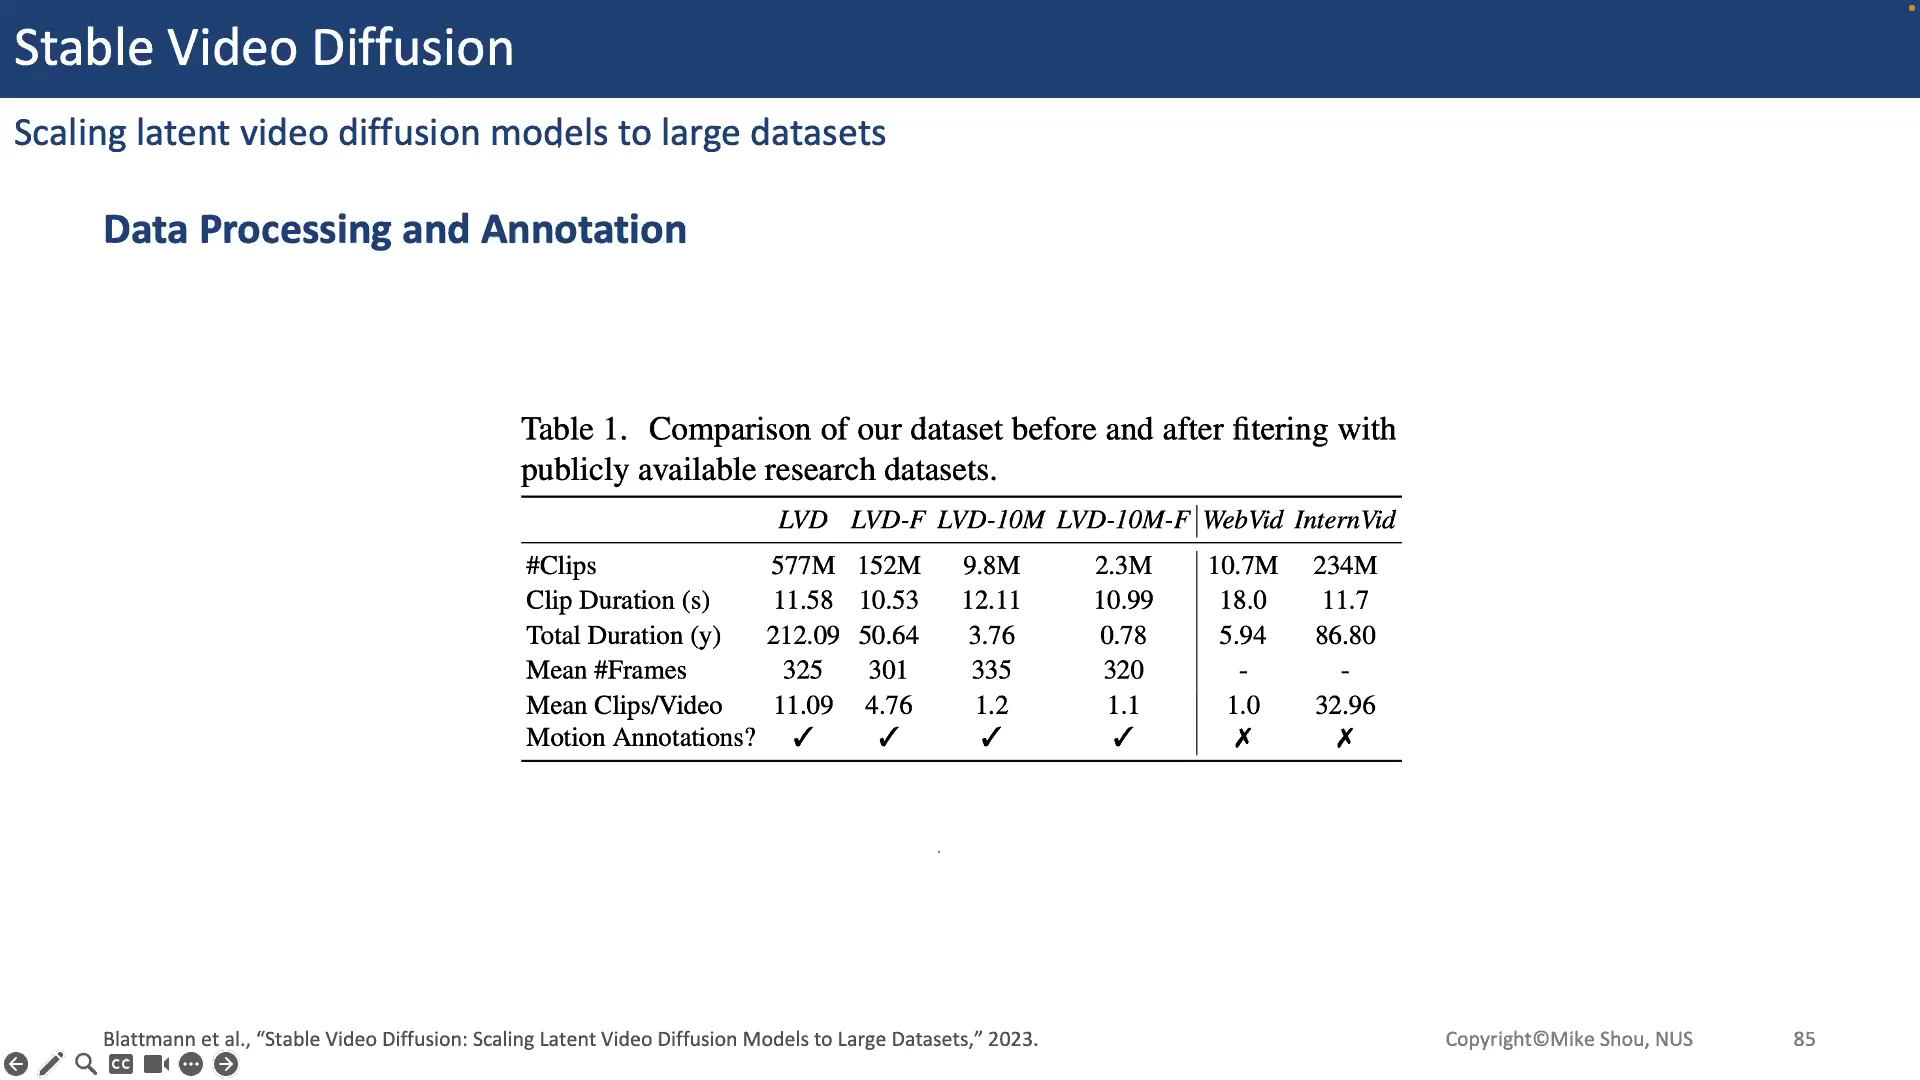 Stable Video Diffusion
Scaling latent video diffusion models to large datasets
Data Processing and Annotation
Table 1. Comparison of our dataset before and after fitering with
publicly available research datasets.
LVD LVD-F LVD-10M LVD-10M-F WebVid InternVid
#Clips 577M 152M 9.8M 2.3M 10.7M 234M
Clip Duration (s) 11.58 10.53 12.11 10.99 18.0 11.7
Total Duration (y) 212.09 50.64 3.76 0.78 5.94 86.80
Mean #Frames 325 301 335 320 - -
Mean Clips/Video 11.09 4.76 1.2 1.1 1.0 32.96
Motion Annotations? ✓ ✓ ✓ ✓ ✗ ✗
Blattmann et al., “Stable Video Diffusion: Scaling Latent Video Diffusion Models to Large Datasets,” 2023.
Copyright©Mike Shou, NUS
85
CC